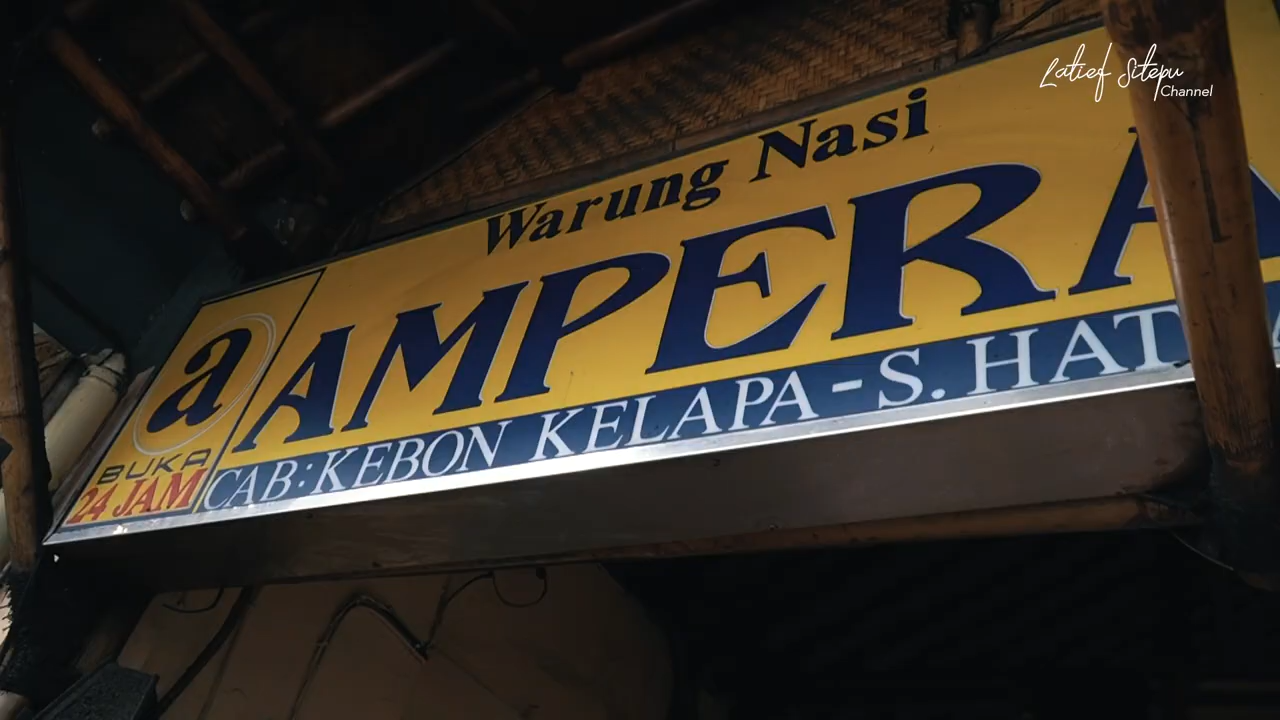 Latief Sitepu
Channel
Warung Nasi
AMPERA
a
BUKA
24 JAM
CAB: KEBON KELAPA - S. HAT